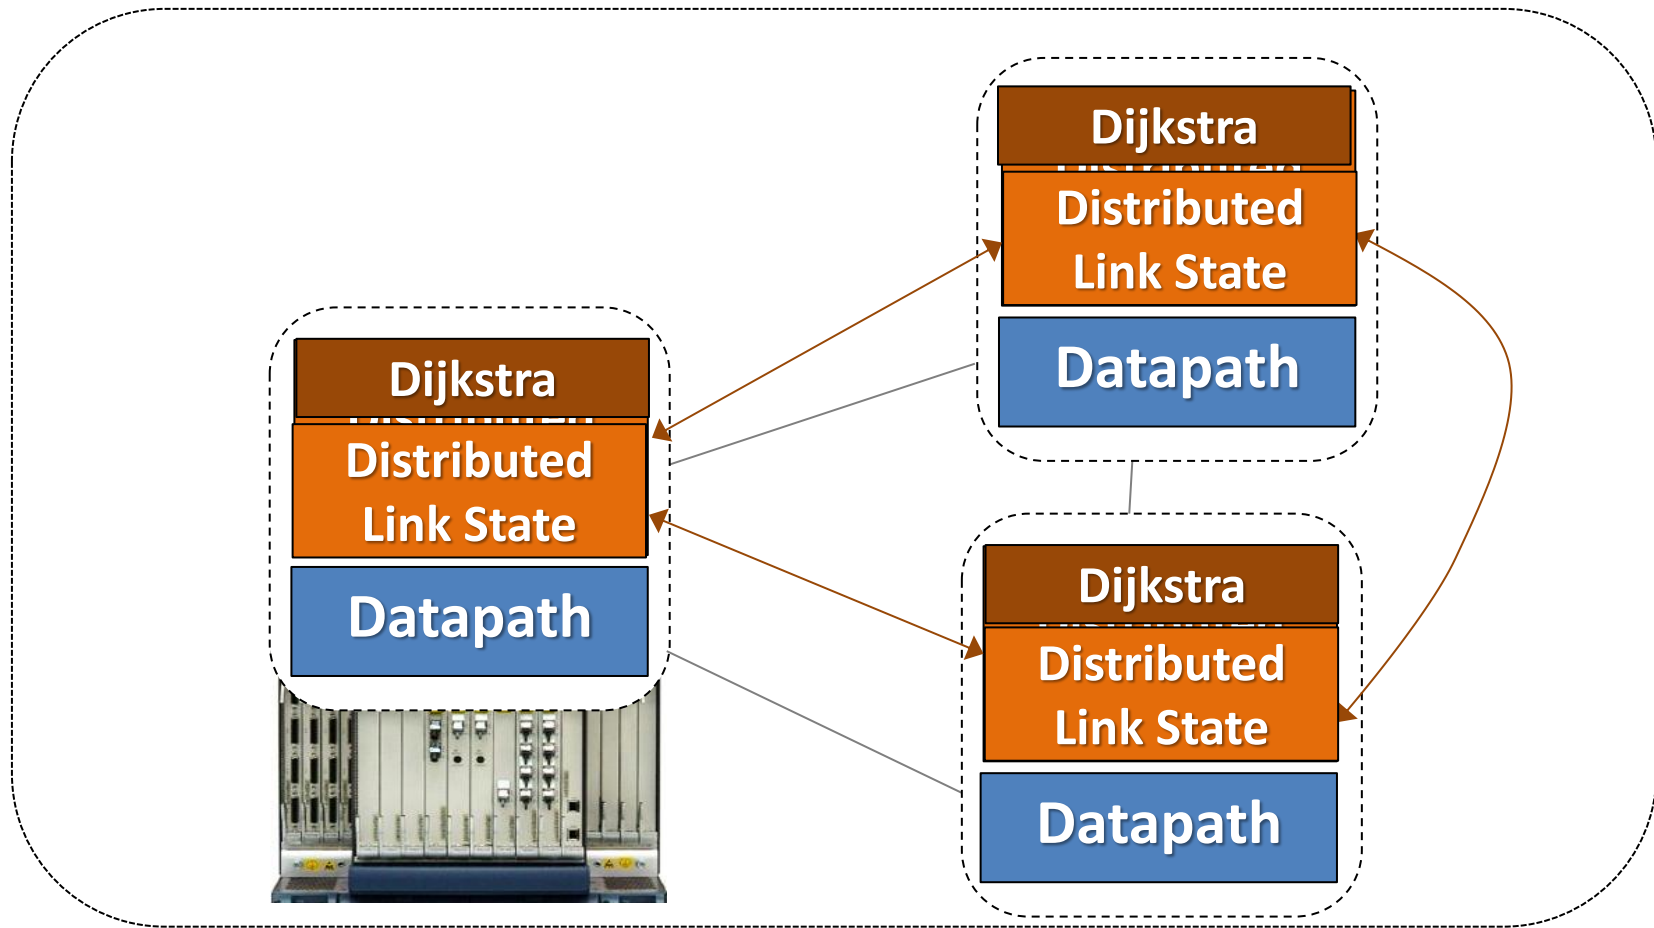 Dijkstra
Distributed
Link State
Datapath
Dijkstra
Distributed
Link State
Datapath
Dijkstra
Distributed
Link State
Datapath